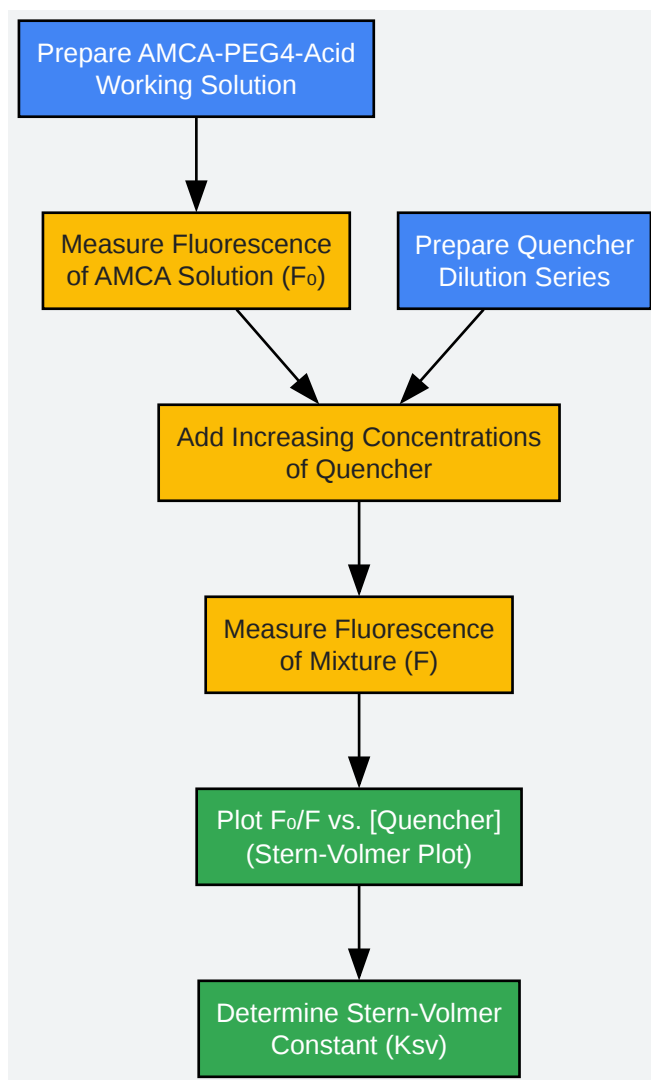 Prepare AMCA-PEG4-Acid
Working Solution
Measure Fluorescence
of AMCA Solution (F₀)
Prepare Quencher
Dilution Series
Add Increasing Concentrations
of Quencher
Measure Fluorescence
of Mixture (F)
Plot F₀/F vs. [Quencher]
(Stern-Volmer Plot)
Determine Stern-Volmer
Constant (Ksv)